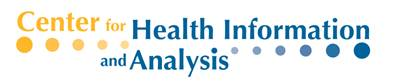 Center for Health Information
and Analysis